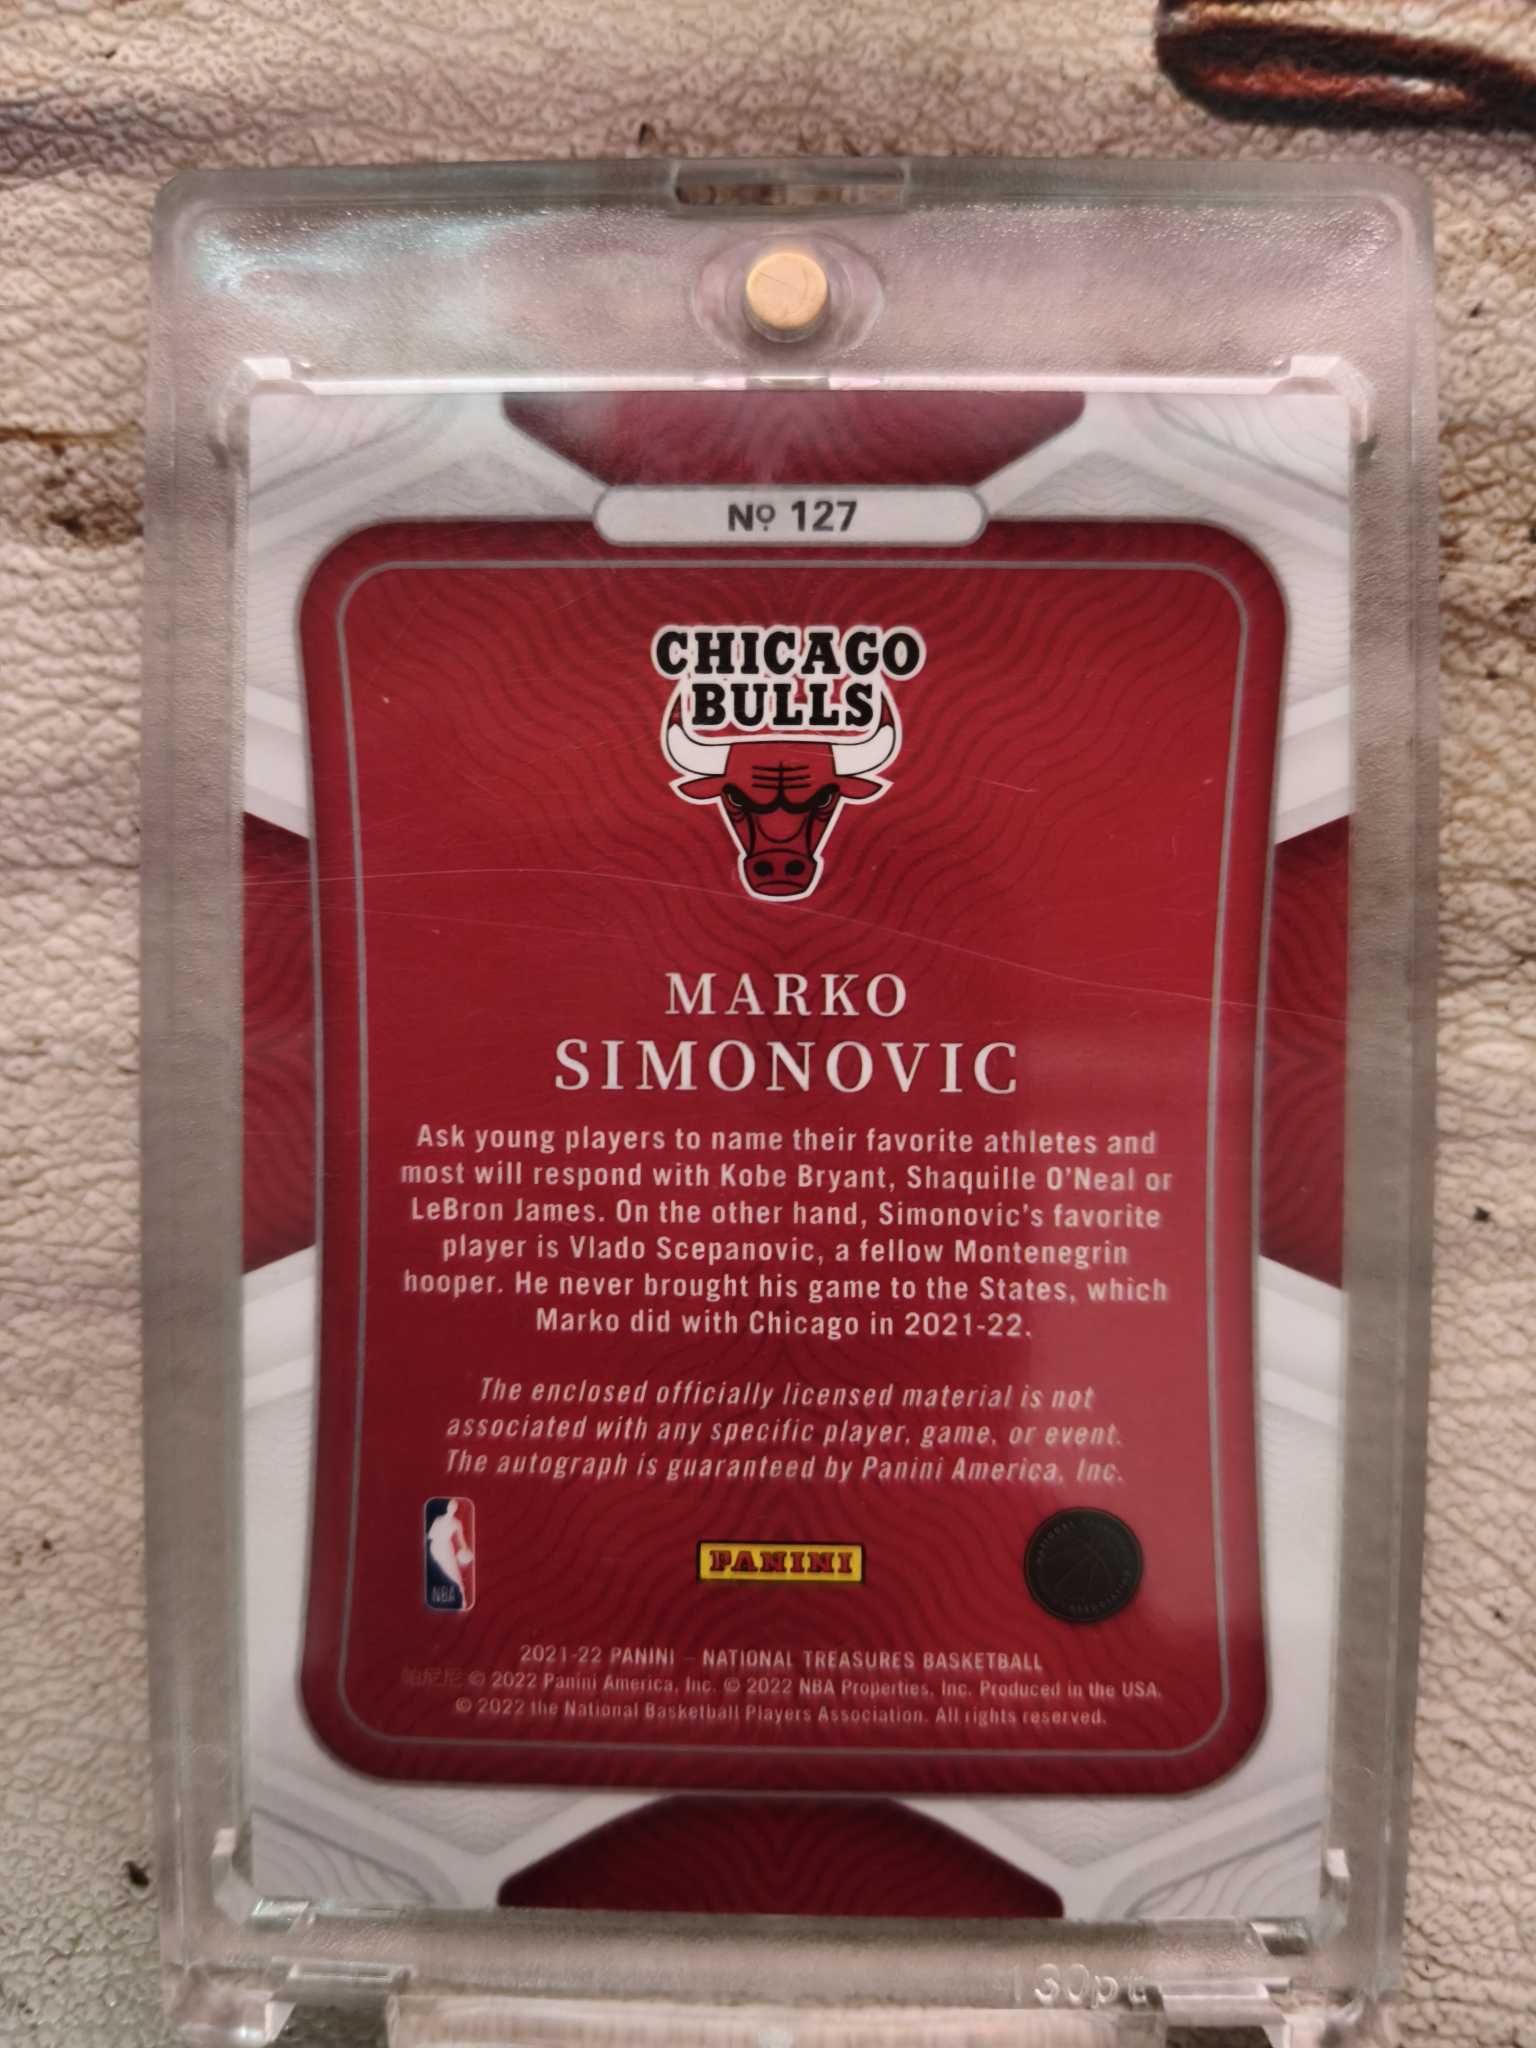 Nº 127
CHICAGO
BULLS
MARKO
SIMONOVIC
Ask young players to name their favorite athletes and
most will respond with Kobe Bryant, Shaquille O'Neal or
LeBron James. On the other hand, Simonovic's favorite
player is Vlado Scepanovic, a fellow Montenegrin
hooper. He never brought his game to the States, which
Marko did with Chicago in 2021-22.
The enclosed officially licensed material is not
associated with any specific player, game, or event.
The autograph is guaranteed by Panini America, Inc.
NBA
PANINI
2021-22 PANINI – NATIONAL TREASURES BASKETBALL
帕尼尼 © 2022 Panini America, Inc. © 2022 NBA Properties, Inc. Produced in the USA.
© 2022 the National Basketball Players Association. All rights reserved.
130pt